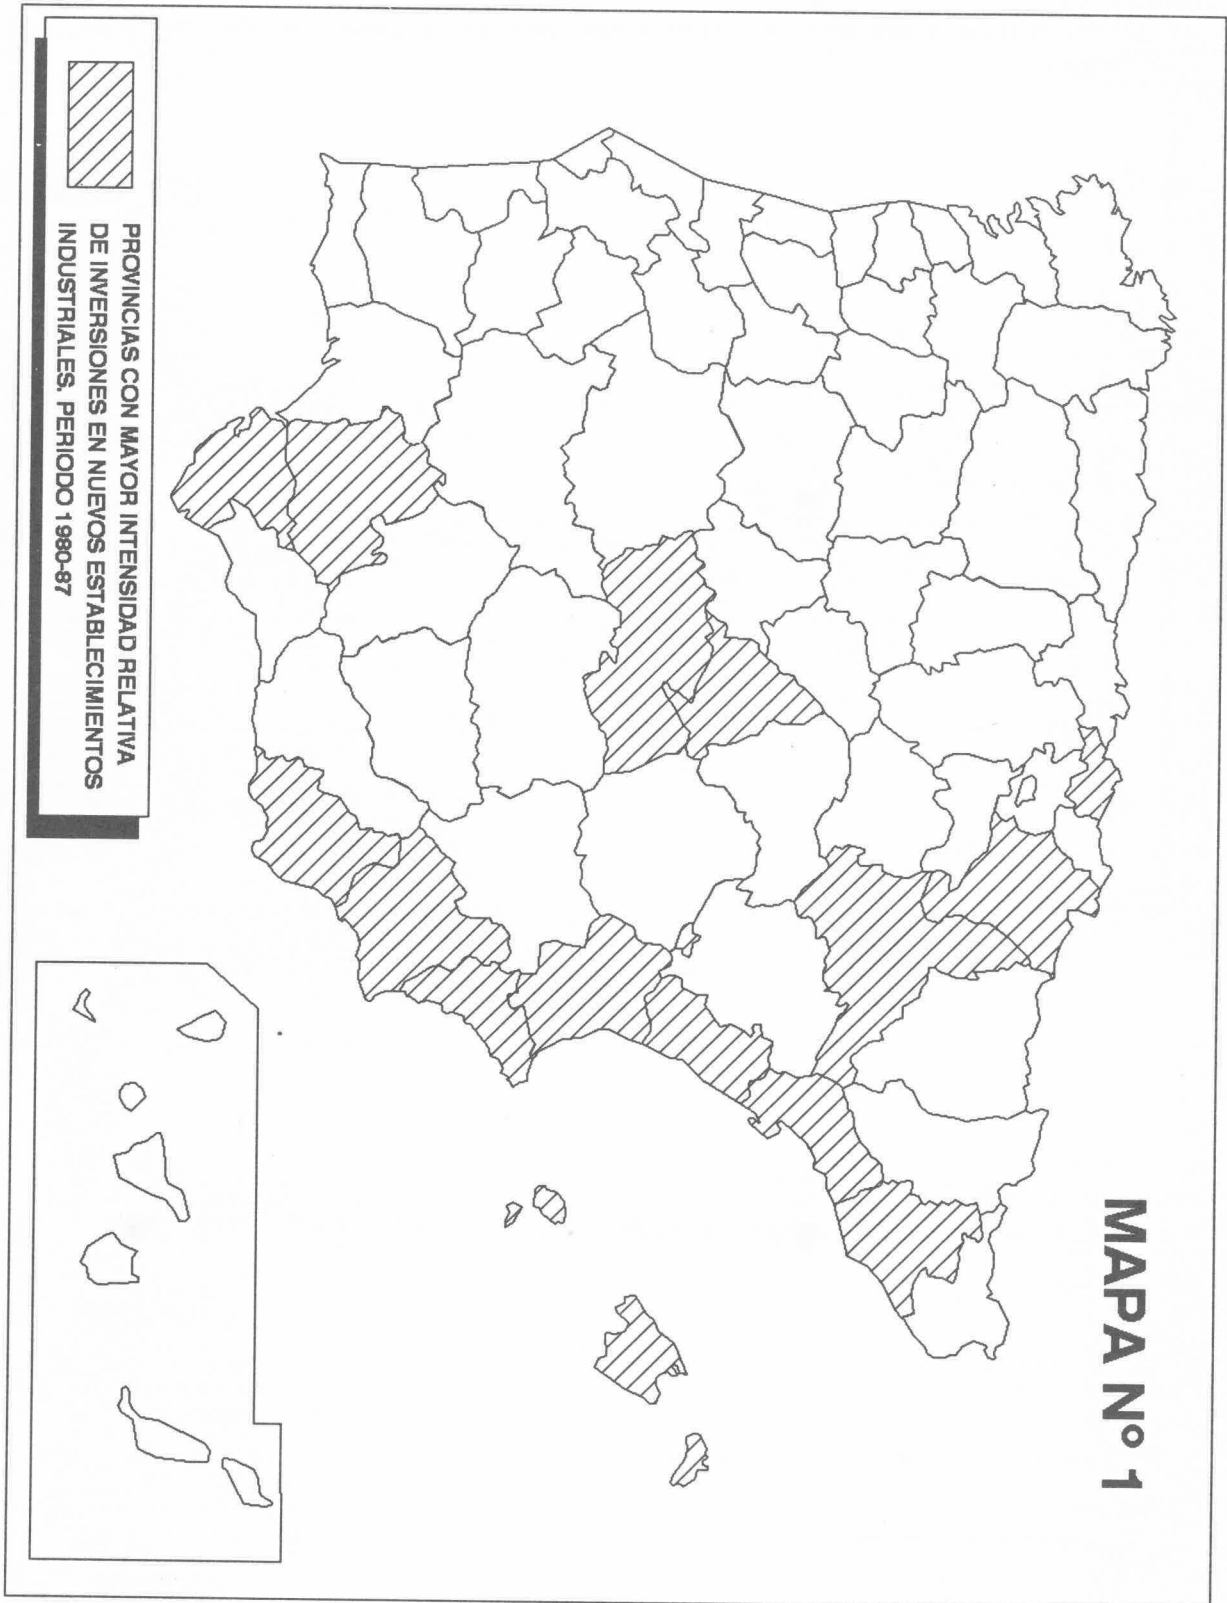 MAPA Nº 1
PROVINCIAS CON MAYOR INTENSIDAD RELATIVA
DE INVERSIONES EN NUEVOS ESTABLECIMIENTOS
INDUSTRIALES. PERIODO 1980-87